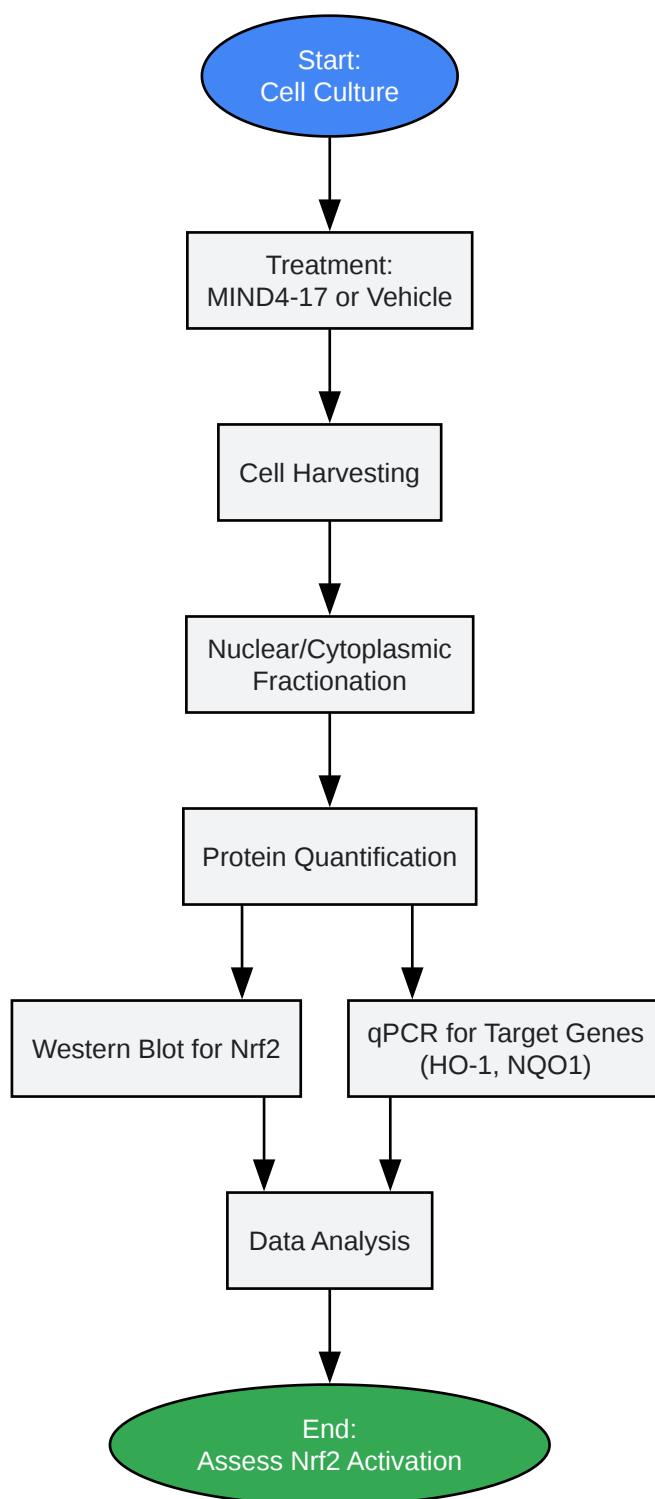 Start:
Cell Culture
Treatment:
MIND4-17 or Vehicle
Cell Harvesting
Nuclear/Cytoplasmic
Fractionation
Protein Quantification
Western Blot for Nrf2
qPCR for Target Genes
(HO-1, NQO1)
Data Analysis
End:
Assess Nrf2 Activation